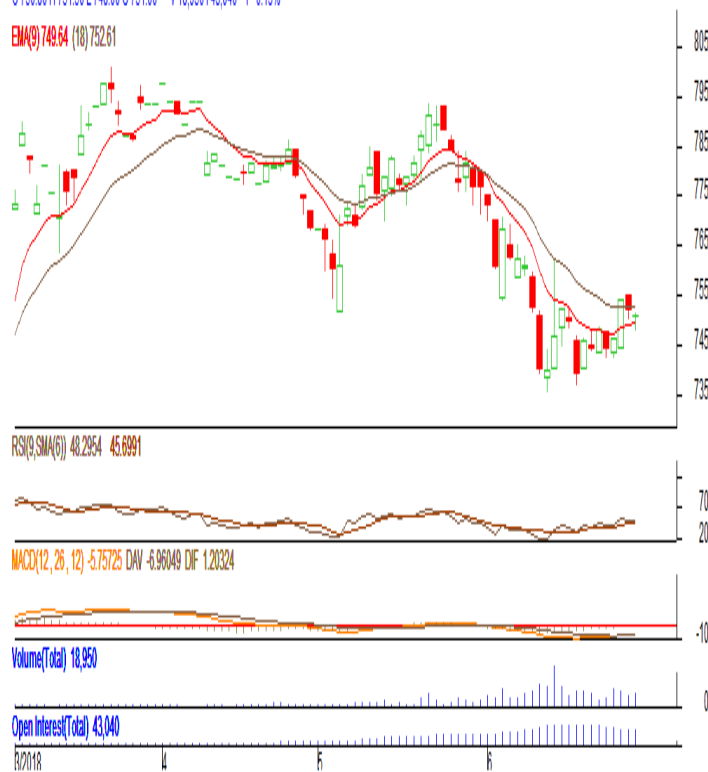 EMA(9) 749.64 (18) 752.61
805
795
785
775
765
755
745
735
RSI(9,SMA(6)) 48.2954 45.6991
70
20
MACD(12 , 26 , 12) -5.75725 DAV -6.96049 DIF 1.20324
-10
Volume(Total) 18,950
0
Open Interest(Total) 43,040
3/2018 4 5 6